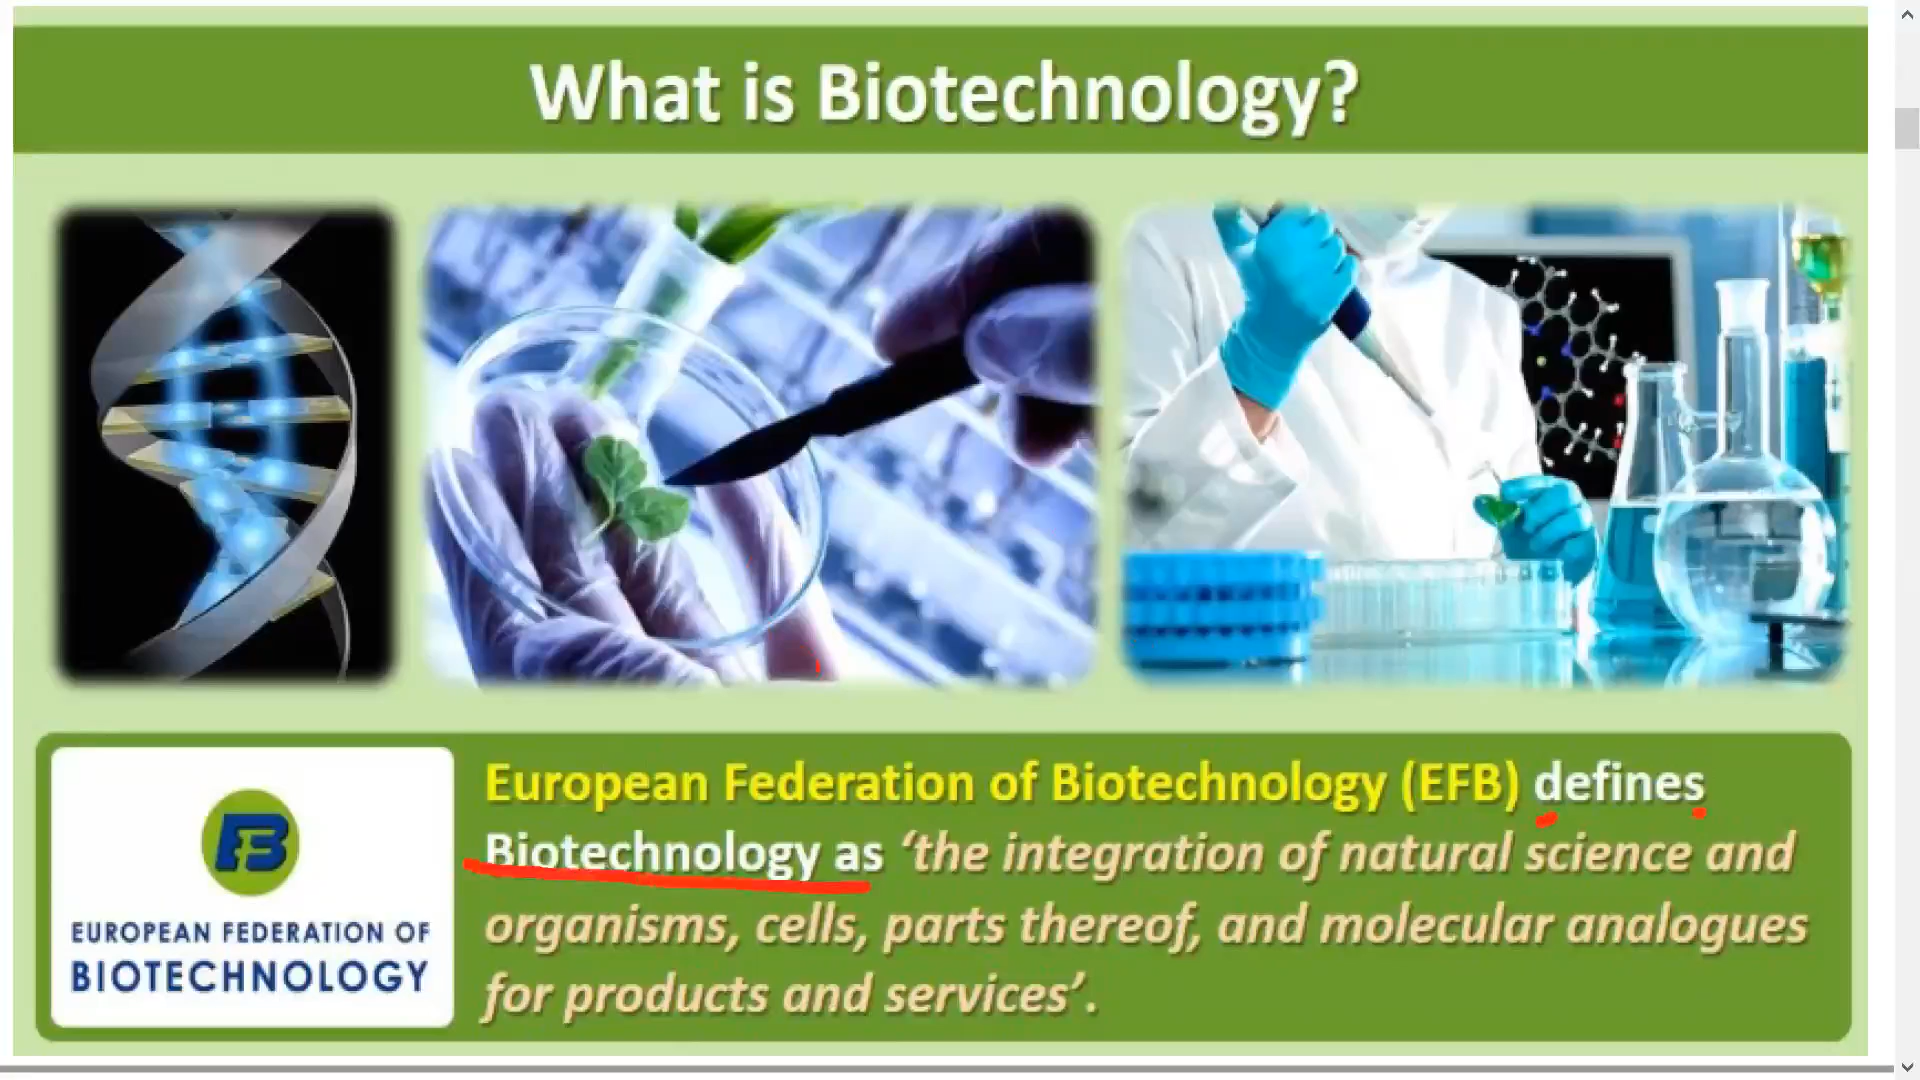 What is Biotechnology?
European Federation of Biotechnology (EFB) defines
Biotechnology as ‘the integration of natural science and
organisms, cells, parts thereof, and molecular analogues
for products and services’.
EB
EUROPEAN FEDERATION OF
BIOTECHNOLOGY